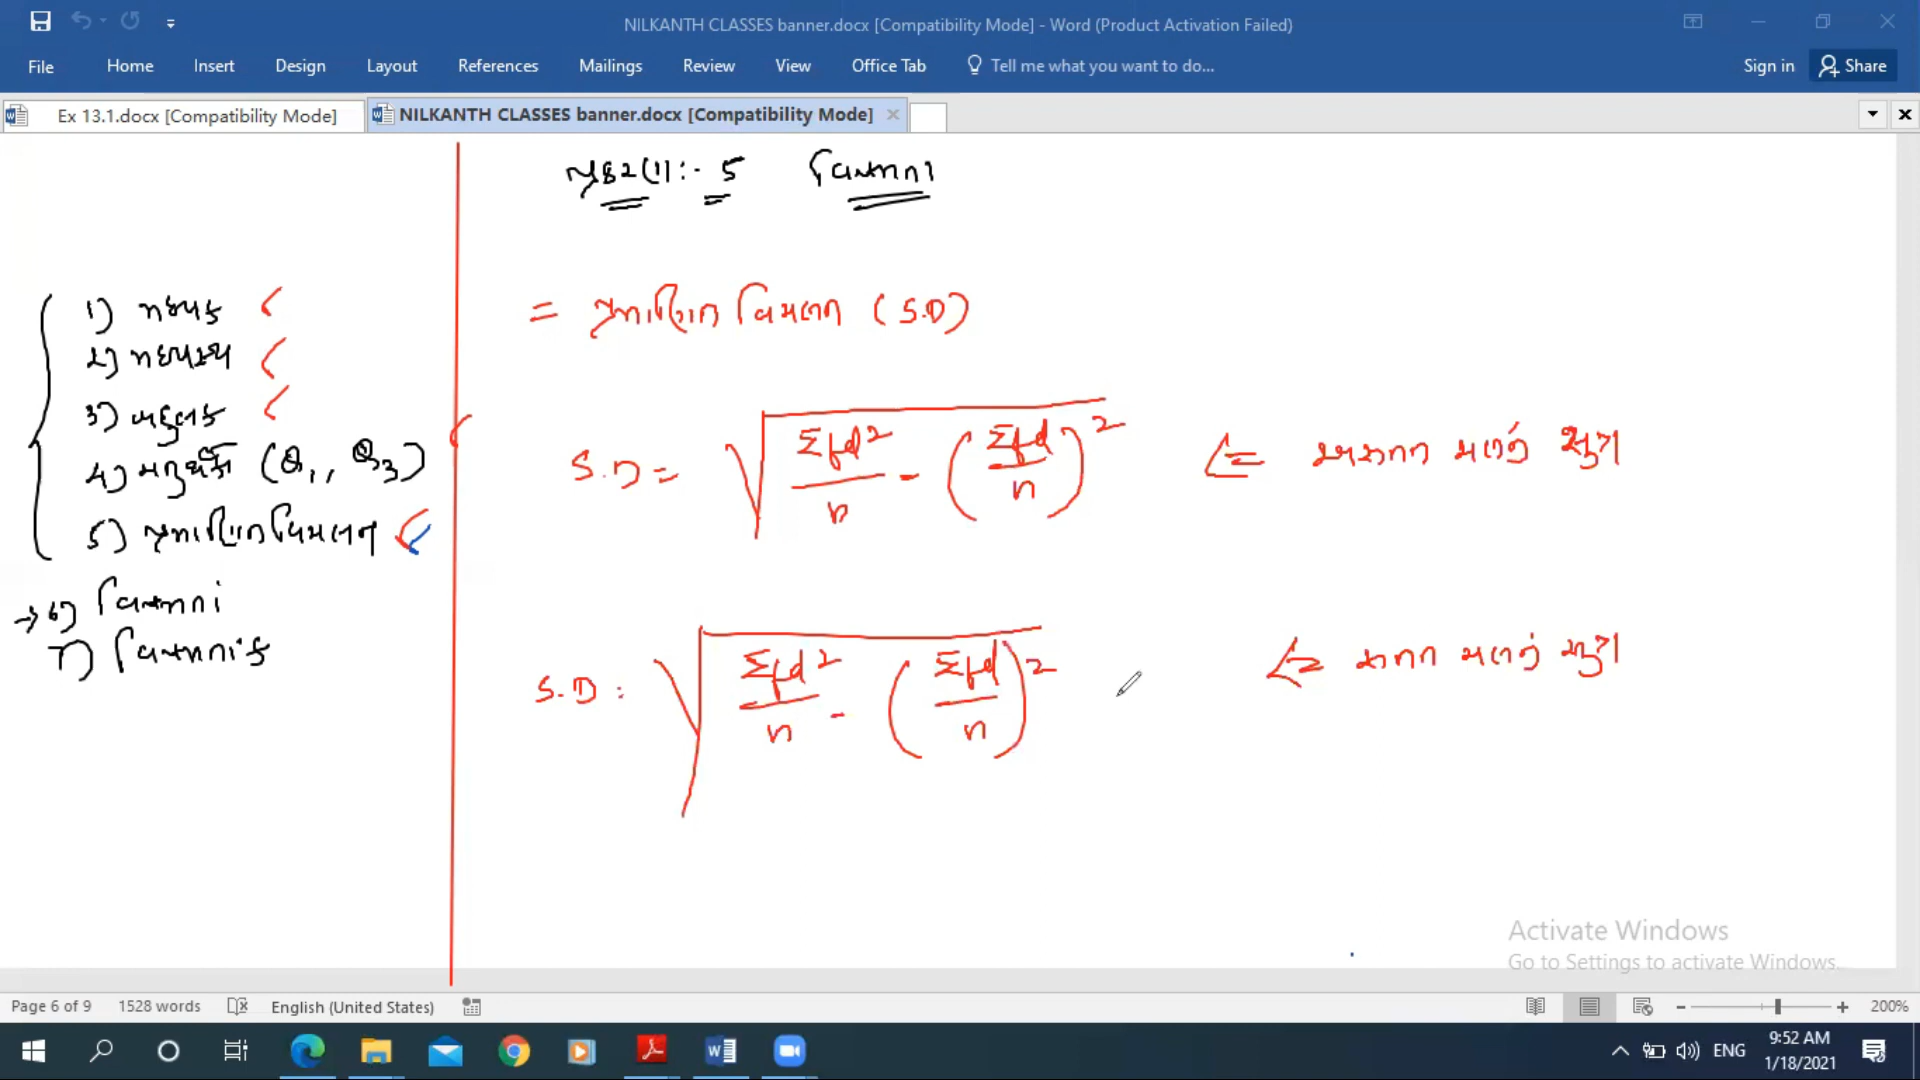 NILKANTH CLASSES banner.docx [Compatibility Mode] - Word (Product Activation Failed)
File Home Insert Design Layout References Mailings Review View Office Tab Tell me what you want to do... Sign in Share
Ex 13.1.docx [Compatibility Mode] NILKANTH CLASSES banner.docx [Compatibility Mode]
પ્રકરણ :- 5 વિસ્તાર
1) મધ્યક
2) મધ્યસ્થ
3) બહુલક
4) ચતુર્થક (Q1, Q3)
5) પ્રમાણિત વિચલન
→ 6)
7)
= પ્રમાણિત વિચલન (S.D)
S.D = √ Σfd²/n - (Σfd/n)² ⇐ અસમાન સૂત્ર
S.D : √ Σfd²/n - (Σfd/n)² ⇐ સમાન સૂત્ર
Activate Windows
Go to Settings to activate Windows.
Page 6 of 9 1528 words English (United States) 200%
ENG 9:52 AM
1/18/2021